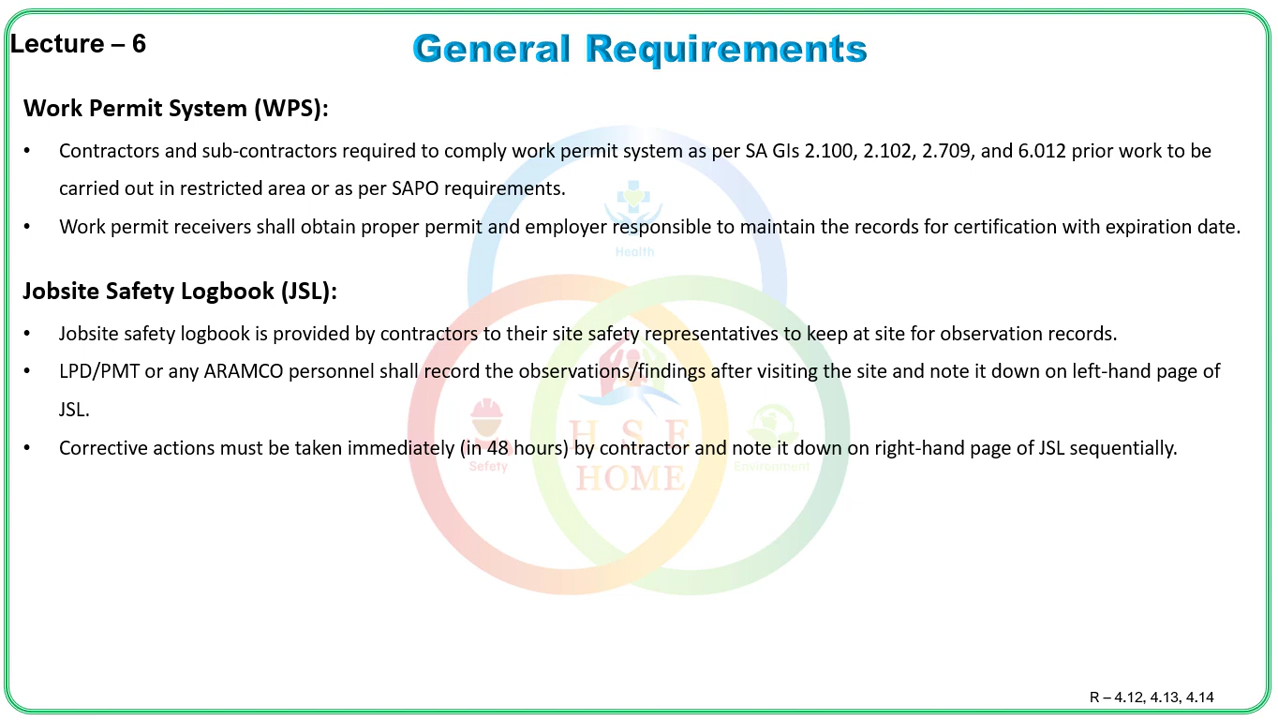 Lecture – 6
General Requirements
Work Permit System (WPS):
• Contractors and sub-contractors required to comply work permit system as per SA GIs 2.100, 2.102, 2.709, and 6.012 prior work to be
carried out in restricted area or as per SAPO requirements.
• Work permit receivers shall obtain proper permit and employer responsible to maintain the records for certification with expiration date.
Health
Jobsite Safety Logbook (JSL):
• Jobsite safety logbook is provided by contractors to their site safety representatives to keep at site for observation records.
• LPD/PMT or any ARAMCO personnel shall record the observations/findings after visiting the site and note it down on left-hand page of
JSL.
H S E
• Corrective actions must be taken immediately (in 48 hours) by contractor and note it down on right-hand page of JSL sequentially.
Safety
Environment
HOME
R – 4.12, 4.13, 4.14